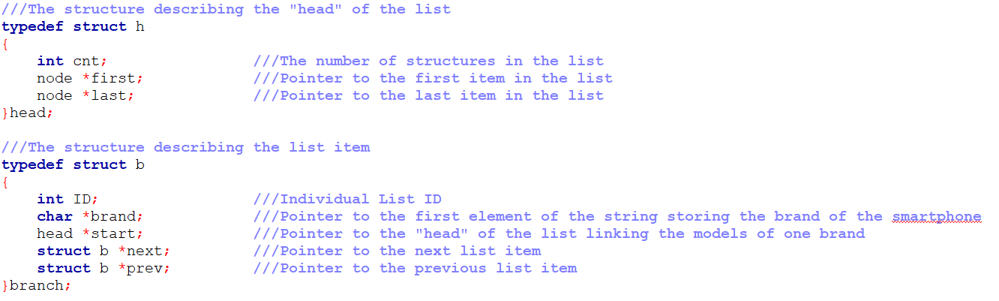 ///The structure describing the "head" of the list
typedef struct h
{
    int cnt;                ///The number of structures in the list
    node *first;            ///Pointer to the first item in the list
    node *last;             ///Pointer to the last item in the list
}head;

///The structure describing the list item
typedef struct b
{
    int ID;                 ///Individual List ID
    char *brand;            ///Pointer to the first element of the string storing the brand of the smartphone
    head *start;            ///Pointer to the "head" of the list linking the models of one brand
    struct b *next;         ///Pointer to the next list item
    struct b *prev;         ///Pointer to the previous list item
}branch;